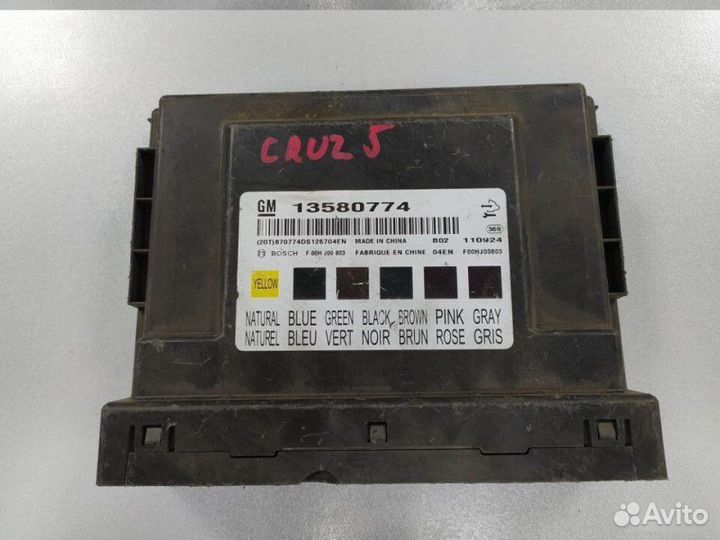 CRUZ 5
GM 13580774
(20T)870774DS126704EN MADE IN CHINA B02 110924
369
BOSCH F 00H J00 803 FABRIQUE EN CHINE 04EN F00HJ00803
YELLOW
NATURAL BLUE GREEN BLACK BROWN PINK GRAY
NATUREL BLEU VERT NOIR BRUN ROSE GRIS
Avito